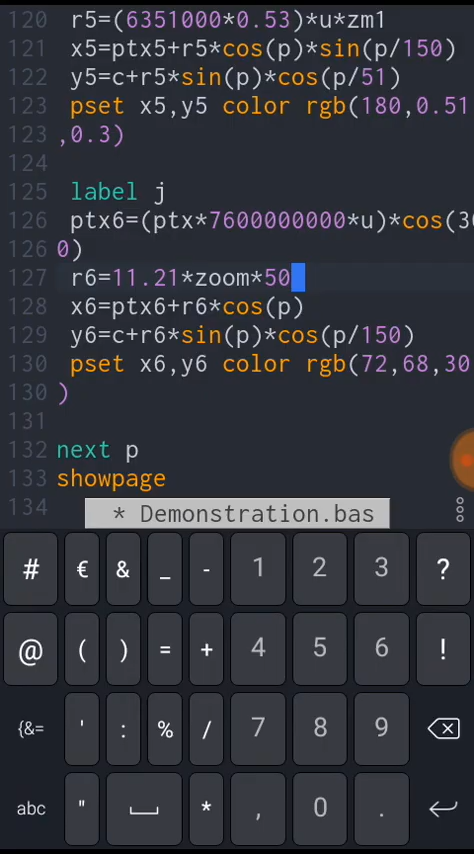 120 r5=(6351000*0.53)*u*zm1
121 x5=ptx5+r5*cos(p)*sin(p/150)
122 y5=c+r5*sin(p)*cos(p/51)
123 pset x5,y5 color rgb(180,0.51
123 ,0.3)
124
125 label j
126 ptx6=(ptx*7600000000*u)*cos(30
126 0)
127 r6=11.21*zoom*50
128 x6=ptx6+r6*cos(p)
129 y6=c+r6*sin(p)*cos(p/150)
130 pset x6,y6 color rgb(72,68,30
130 )
131
132 next p
133 showpage
134
* Demonstration.bas
# € & _ - 1 2 3 ?
@ ( ) = + 4 5 6 !
{&= ' : % / 7 8 9
abc " * , 0 .